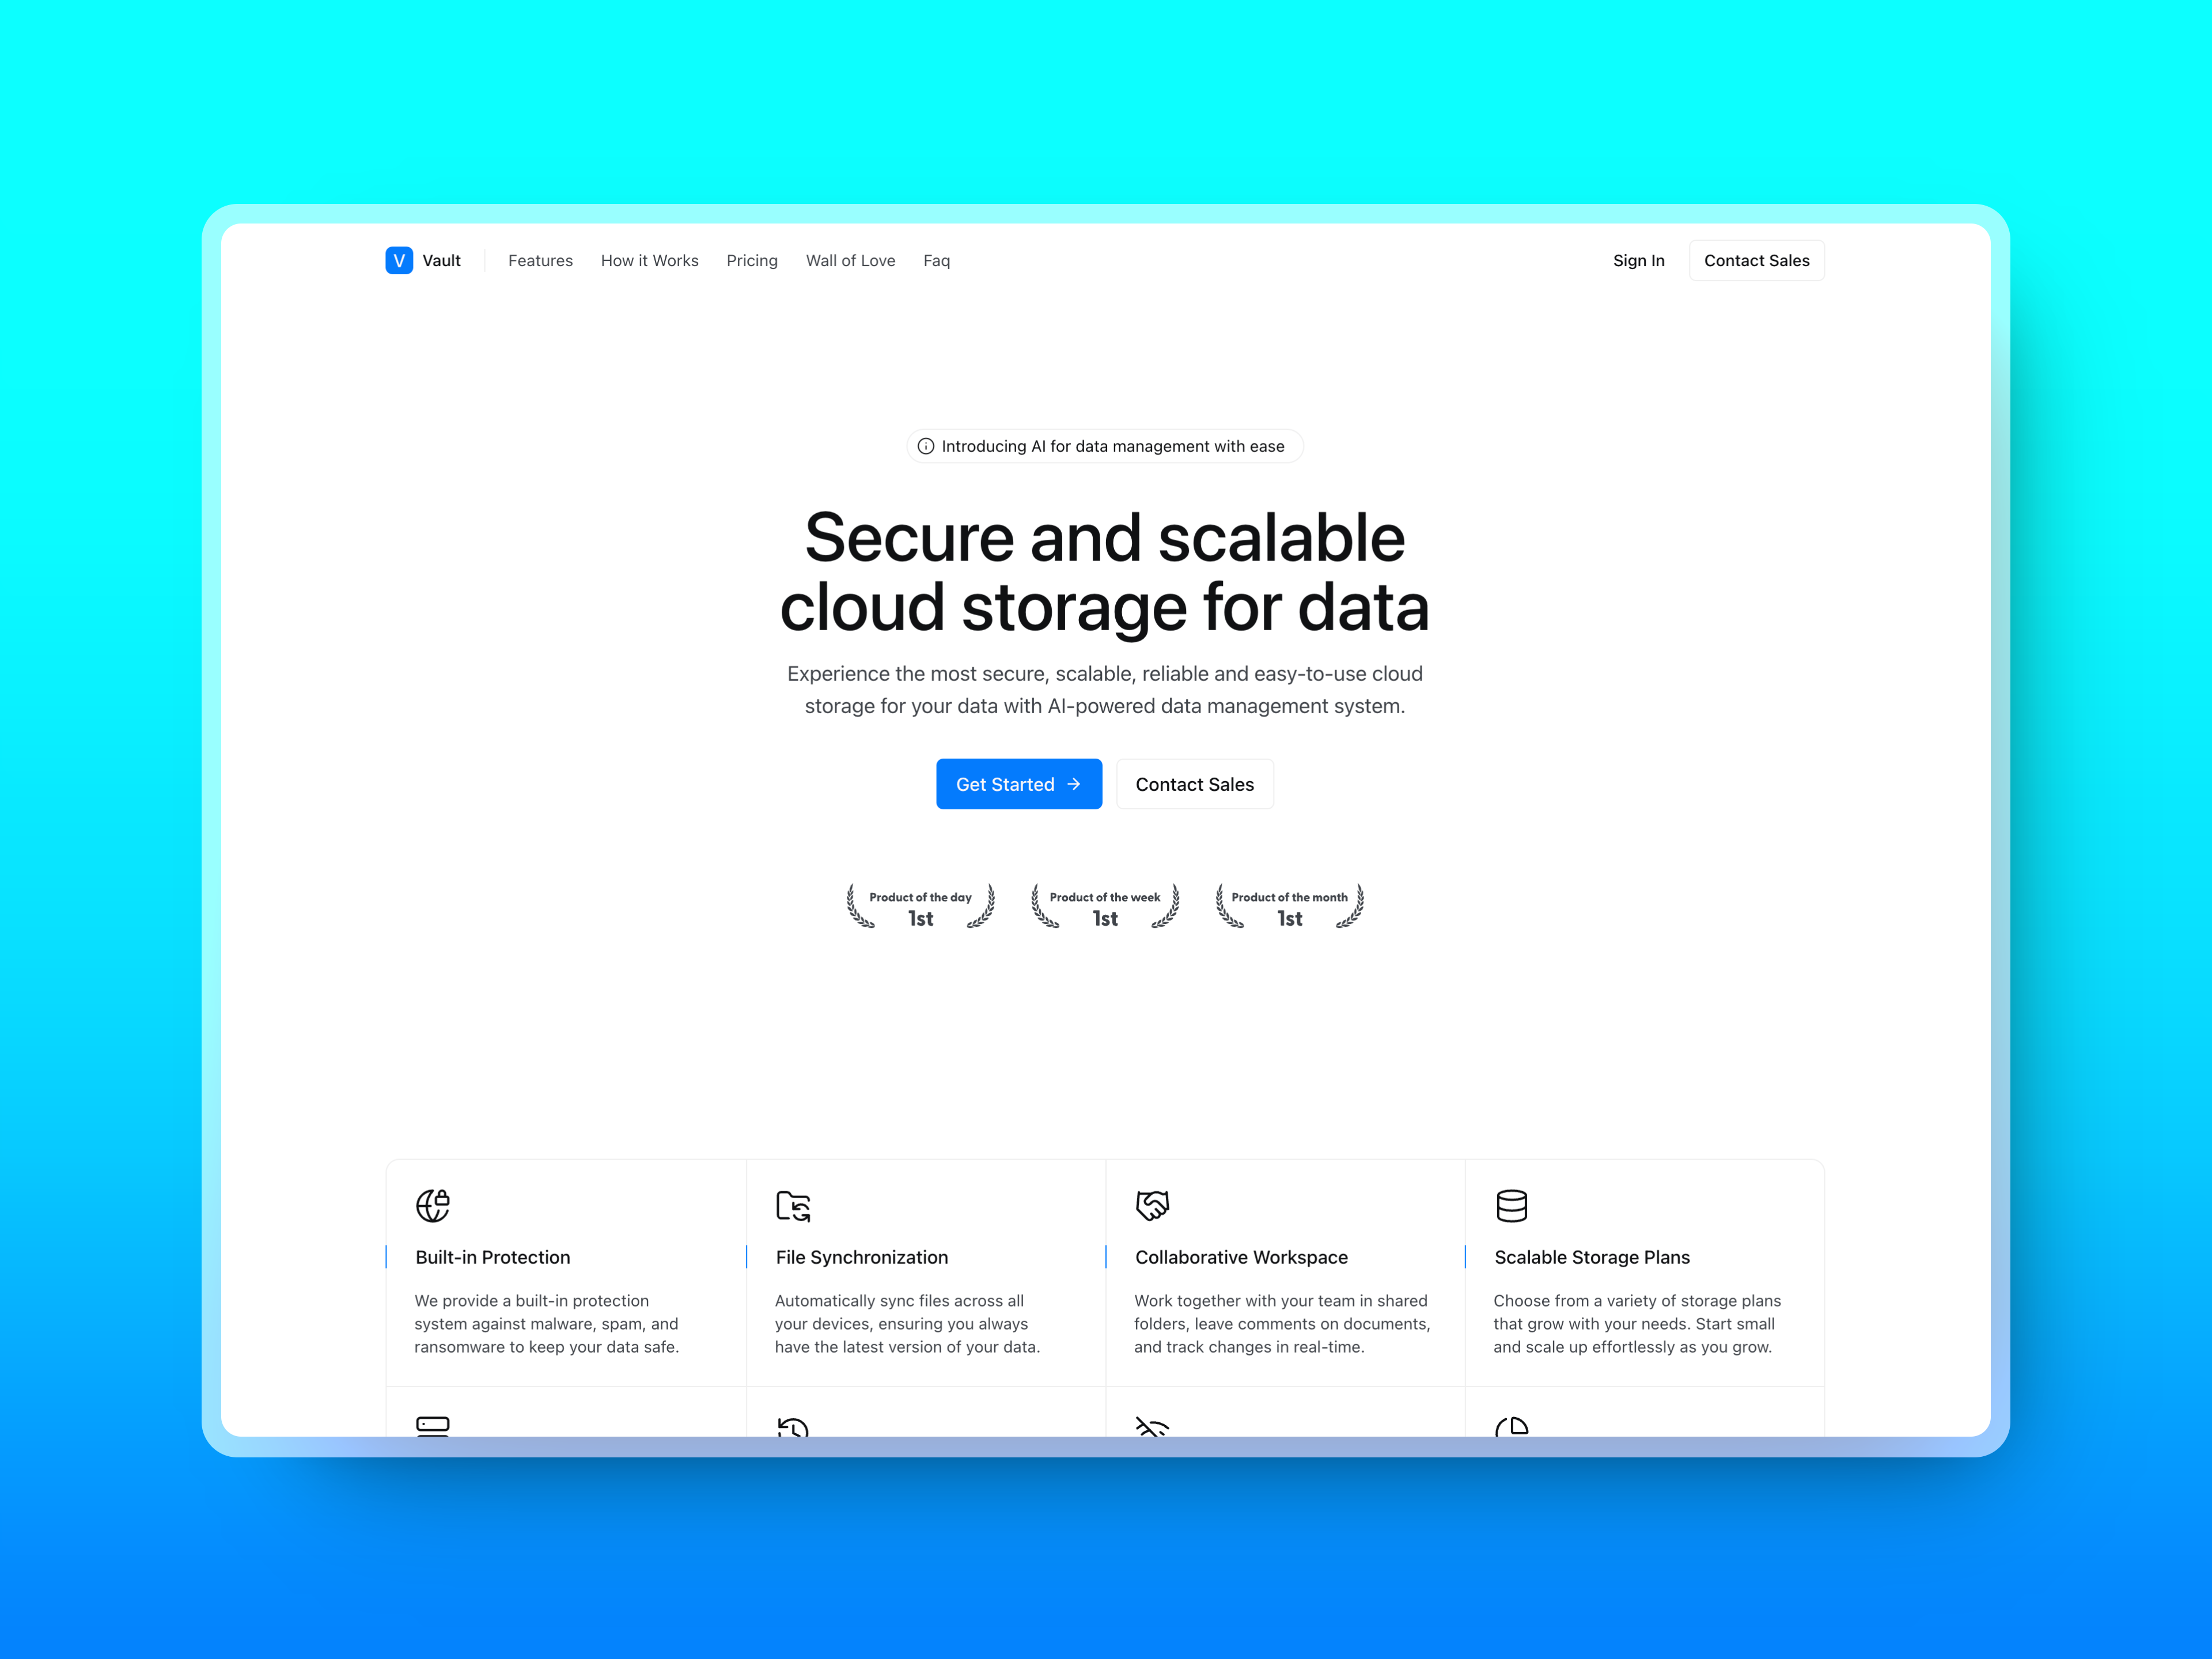 V Vault Features How it Works Pricing Wall of Love Faq Sign In Contact Sales
Introducing AI for data management with ease
Secure and scalable
cloud storage for data
Experience the most secure, scalable, reliable and easy-to-use cloud
storage for your data with AI-powered data management system.
Get Started Contact Sales
Product of the day
1st
Product of the week
1st
Product of the month
1st
Built-in Protection
We provide a built-in protection
system against malware, spam, and
ransomware to keep your data safe.
File Synchronization
Automatically sync files across all
your devices, ensuring you always
have the latest version of your data.
Collaborative Workspace
Work together with your team in shared
folders, leave comments on documents,
and track changes in real-time.
Scalable Storage Plans
Choose from a variety of storage plans
that grow with your needs. Start small
and scale up effortlessly as you grow.